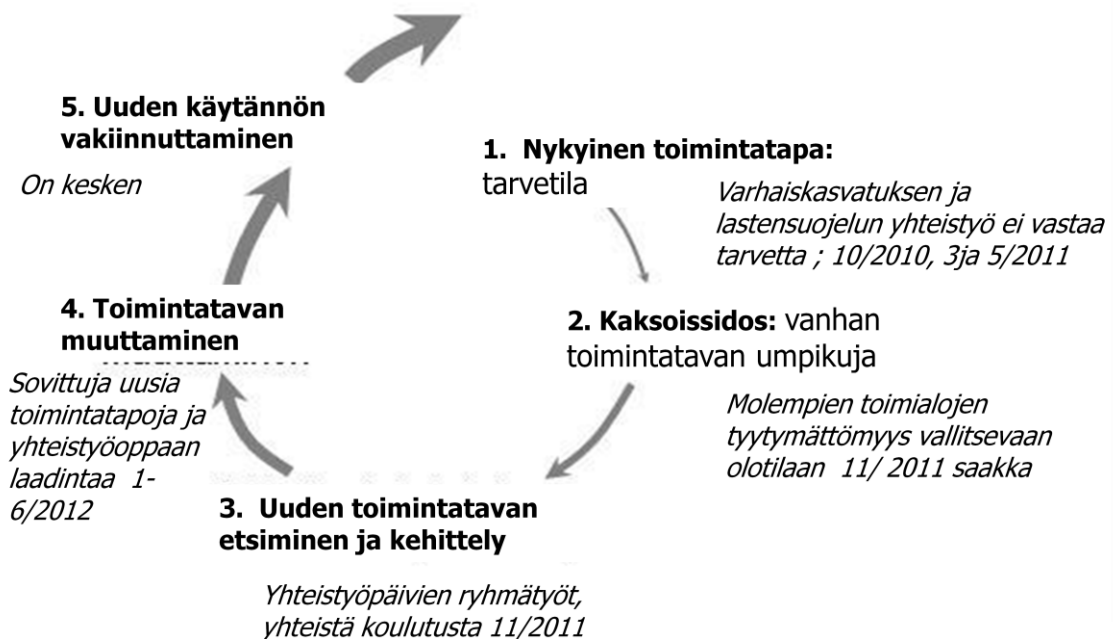 1. Nykyinen toimintatapa:
tarvetila
Varhaiskasvatuksen ja
lastensuojelun yhteistyö ei vastaa
tarvetta ; 10/2010, 3ja 5/2011
2. Kaksoissidos: vanhan
toimintatavan umpikuja
Molempien toimialojen
tyytymättömyys vallitsevaan
olotilaan 11/ 2011 saakka
3. Uuden toimintatavan
etsiminen ja kehittely
Yhteistyöpäivien ryhmätyöt,
yhteistä koulutusta 11/2011
4. Toimintatavan
muuttaminen
Sovittuja uusia
toimintatapoja ja
yhteistyöoppaan
laadintaa 1-
6/2012
5. Uuden käytännön
vakiinnuttaminen
On kesken